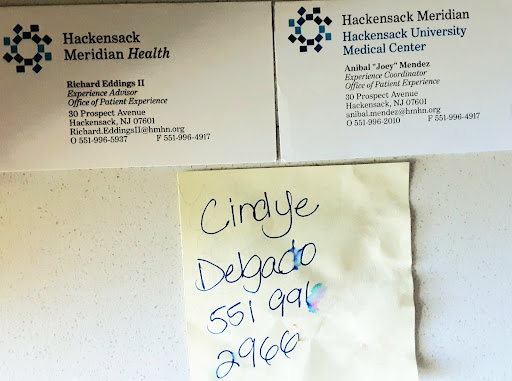 Hackensack
Meridian Health
Richard Eddings II
Experience Advisor
Office of Patient Experience
30 Prospect Avenue
Hackensack, NJ 07601
Richard.EddingsII@hmhn.org
O 551-996-5937 F 551-996-4917
Hackensack Meridian
Hackensack University
Medical Center
Anibal "Joey" Mendez
Experience Coordinator
Office of Patient Experience
30 Prospect Avenue
Hackensack, NJ 07601
anibal.mendez@hmhn.org
O 551-996-2010 F 551-996-4917
Cindye
Delgado
551 996
2966